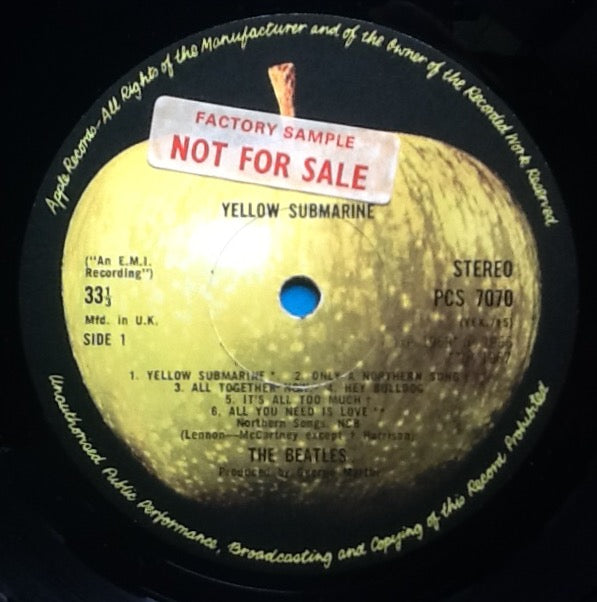 Apple Records-All Rights of the Manufacturer and of the Owner of the Recorded Work Reserved
FACTORY SAMPLE
NOT FOR SALE
YELLOW SUBMARINE
("An E.M.I.
Recording")
33⅓
Mfd. in U.K.
SIDE 1
STEREO
PCS 7070
1. YELLOW SUBMARINE * 2. ONLY A NORTHERN SONG †
3. ALL TOGETHER NOW 4. HEY BULLDOG
5. IT'S ALL TOO MUCH †
6. ALL YOU NEED IS LOVE **
Northern Songs, NCB
(Lennon—McCartney except † Harrison)
THE BEATLES
Produced by George Martin
Unauthorised Public Performance, Broadcasting and Copying of this Record Prohibited